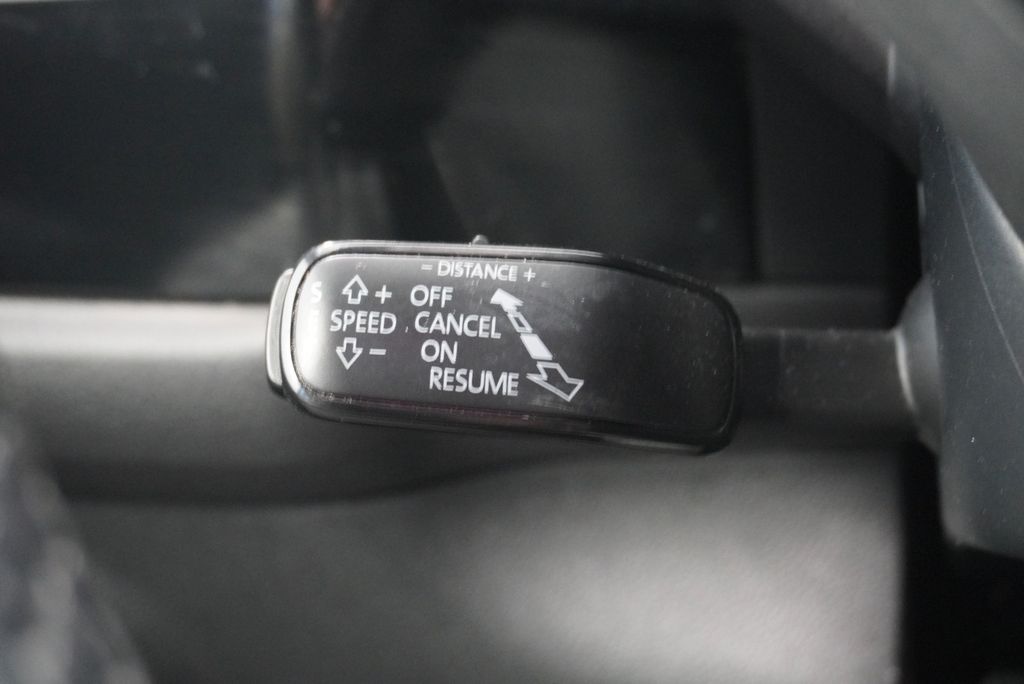 - DISTANCE +
+ OFF
SPEED CANCEL
- ON
RESUME